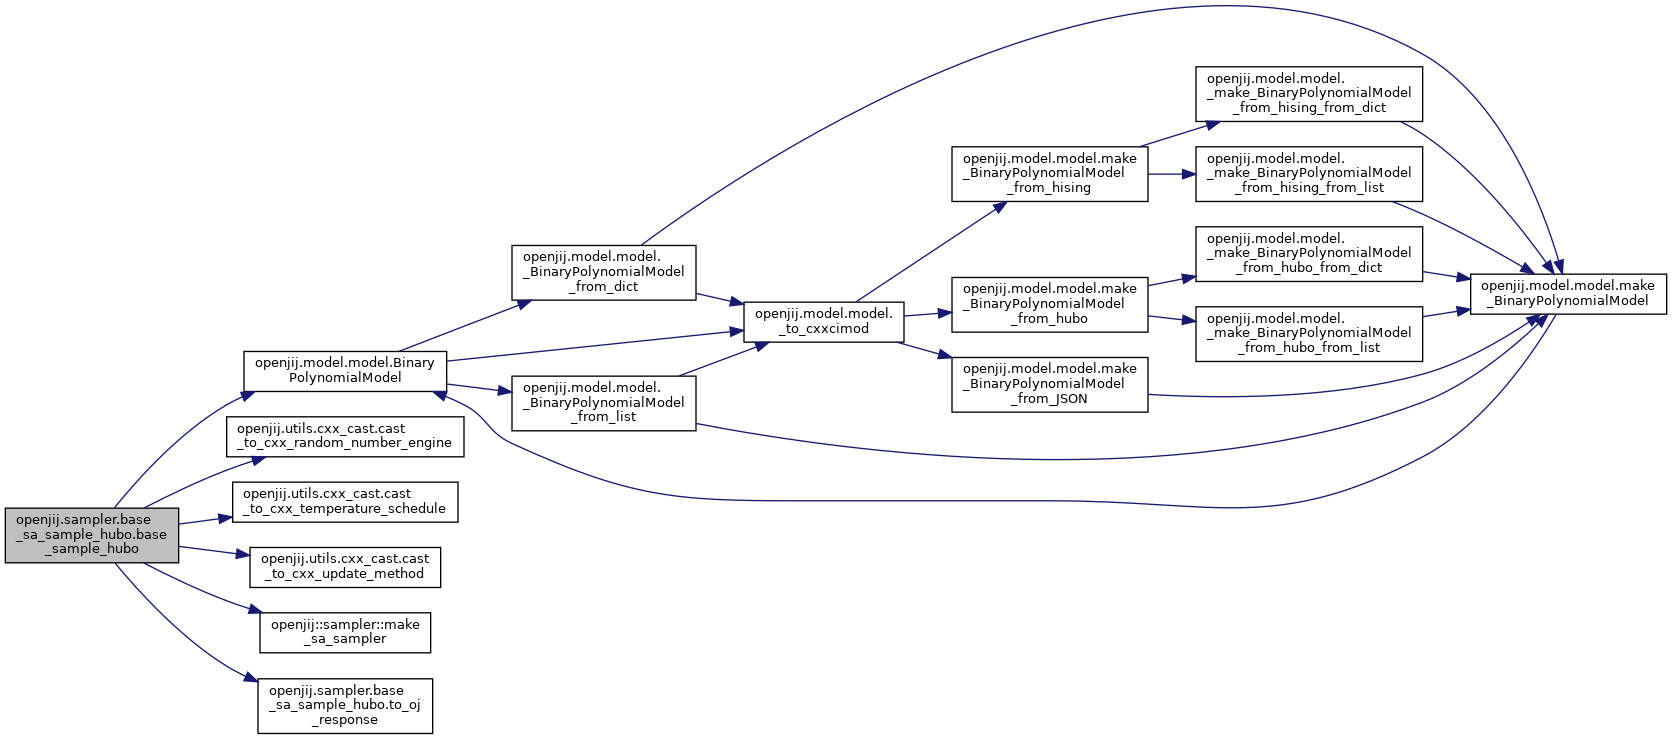 openjij.sampler.base
_sa_sample_hubo.base
_sample_hubo
openjij.model.model.Binary
PolynomialModel
openjij.utils.cxx_cast.cast
_to_cxx_random_number_engine
openjij.utils.cxx_cast.cast
_to_cxx_temperature_schedule
openjij.utils.cxx_cast.cast
_to_cxx_update_method
openjij::sampler::make
_sa_sampler
openjij.sampler.base
_sa_sample_hubo.to_oj
_response
openjij.model.model.
_BinaryPolynomialModel
_from_dict
openjij.model.model.
_BinaryPolynomialModel
_from_list
openjij.model.model.
_to_cxxcimod
openjij.model.model.make
_BinaryPolynomialModel
_from_hising
openjij.model.model.make
_BinaryPolynomialModel
_from_hubo
openjij.model.model.make
_BinaryPolynomialModel
_from_JSON
openjij.model.model.
_make_BinaryPolynomialModel
_from_hising_from_dict
openjij.model.model.
_make_BinaryPolynomialModel
_from_hising_from_list
openjij.model.model.
_make_BinaryPolynomialModel
_from_hubo_from_dict
openjij.model.model.
_make_BinaryPolynomialModel
_from_hubo_from_list
openjij.model.model.make
_BinaryPolynomialModel